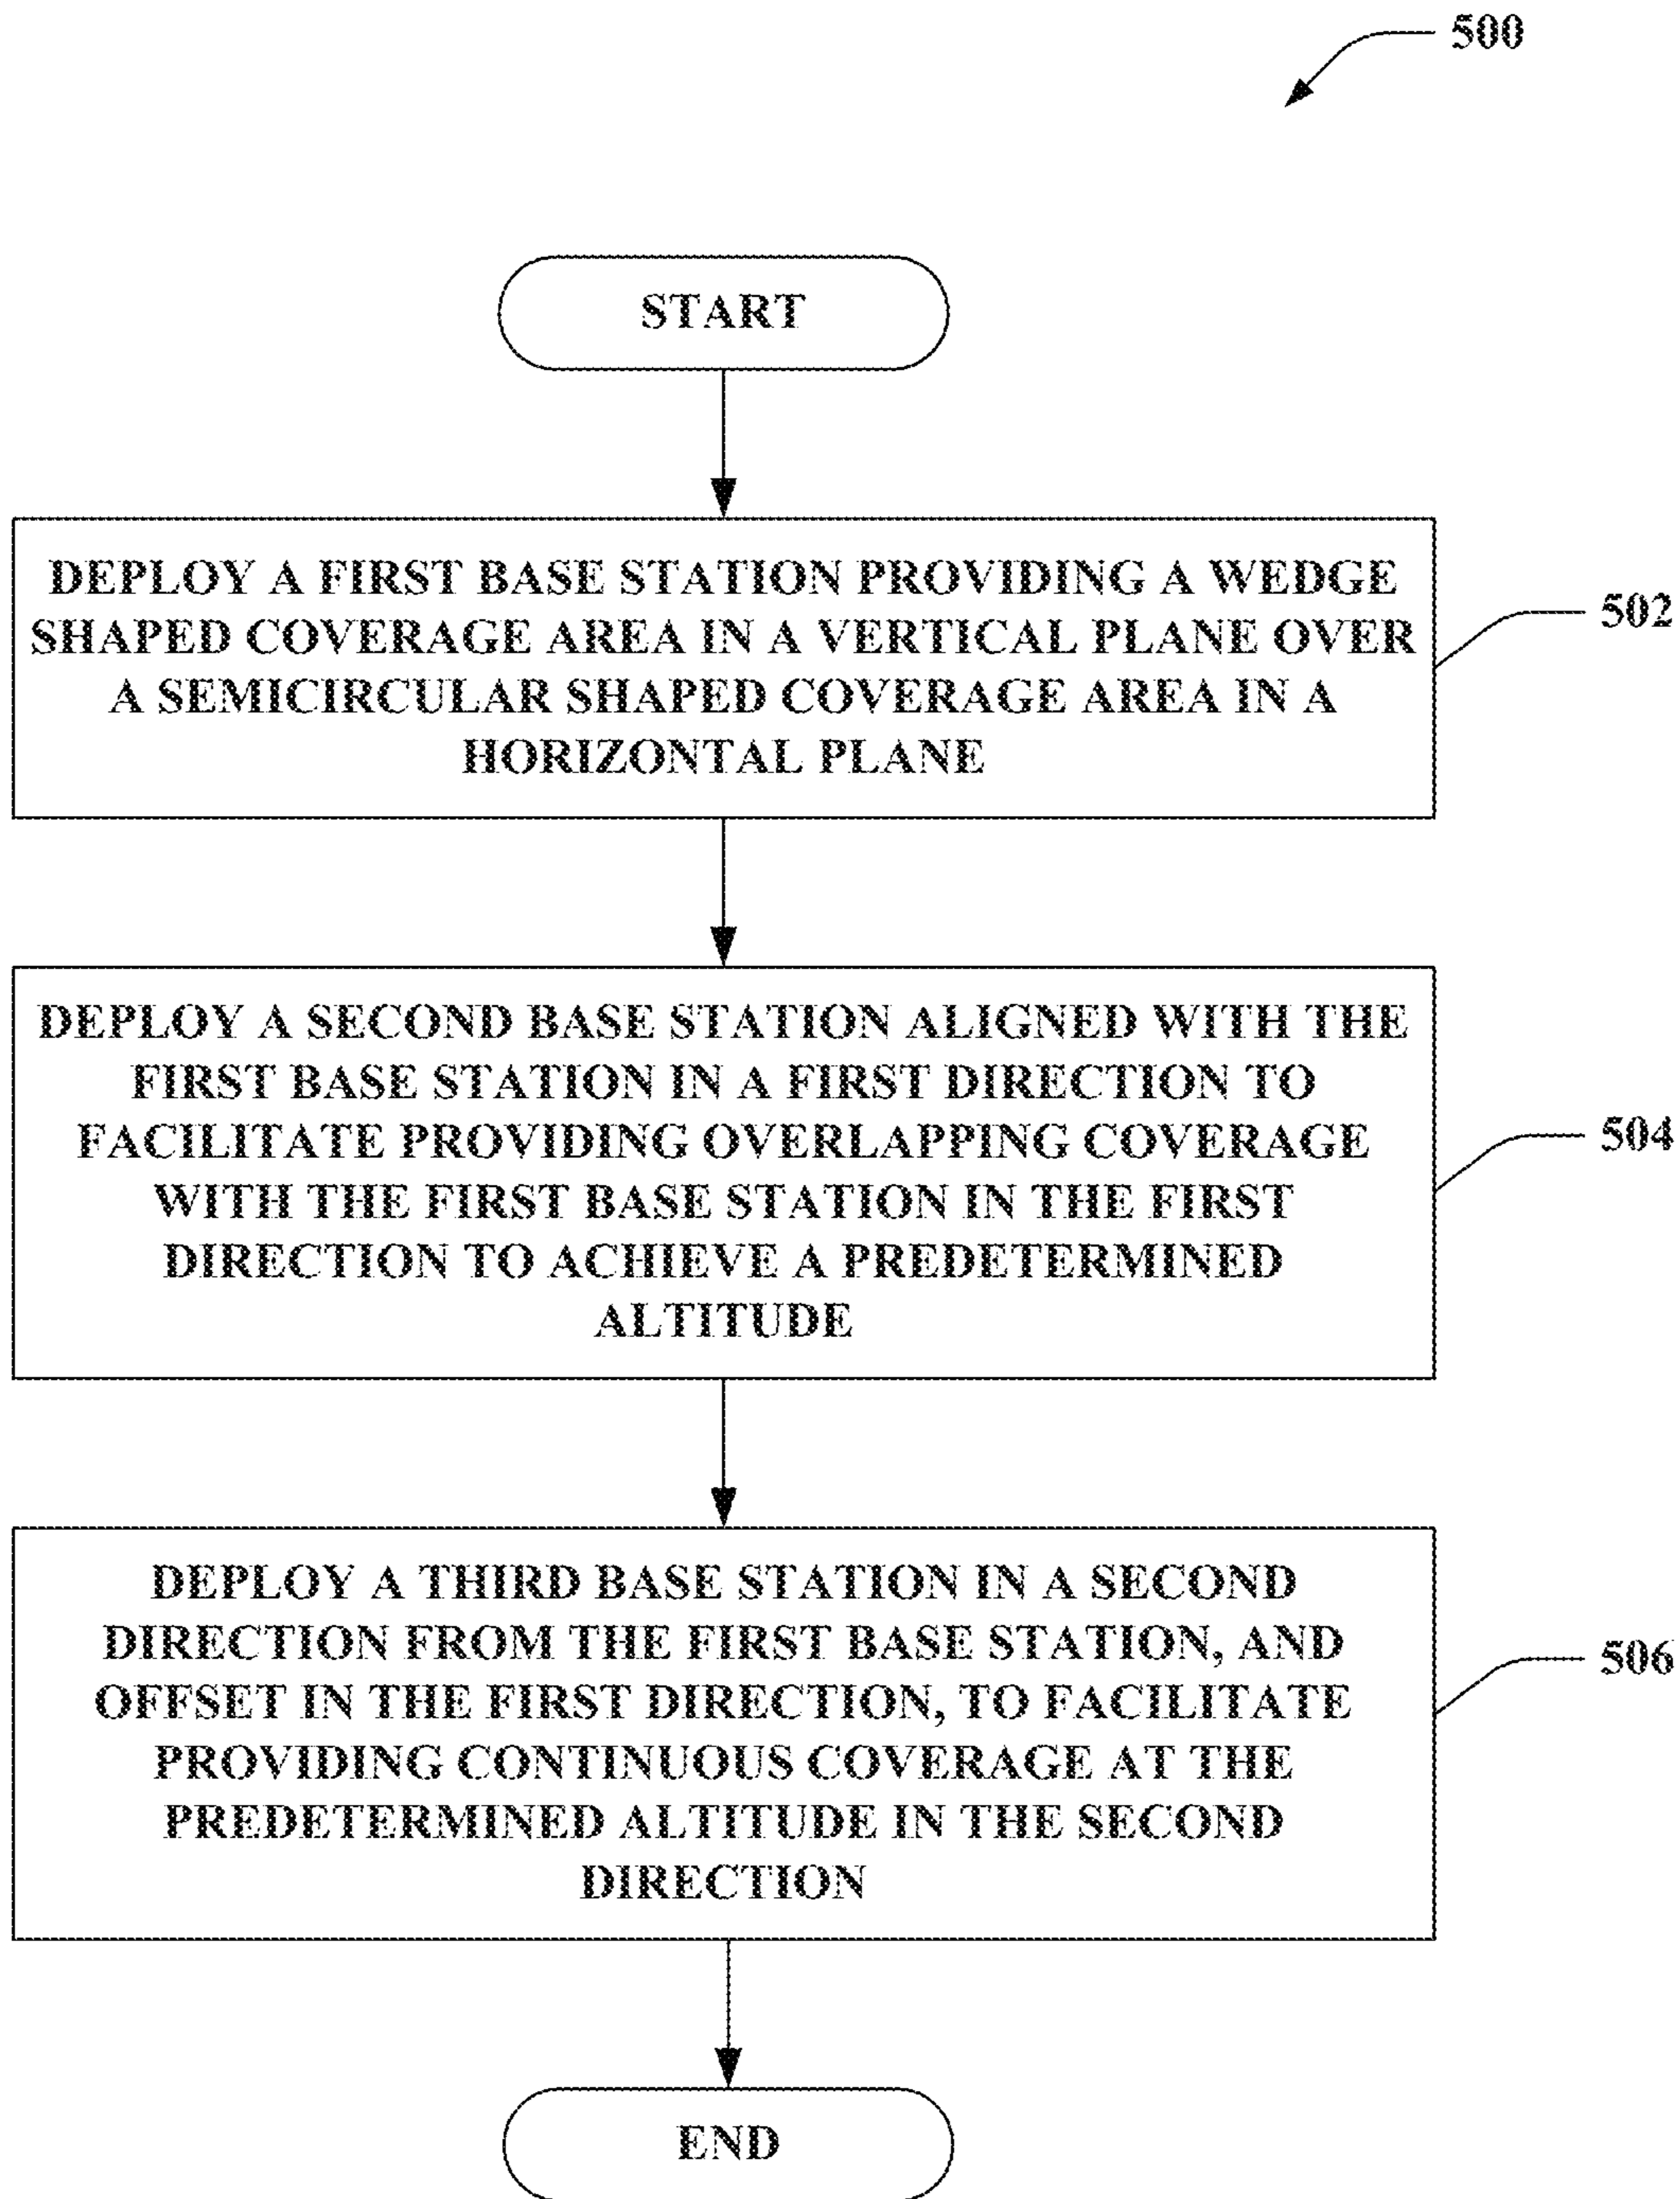 500
START
DEPLOY A FIRST BASE STATION PROVIDING A WEDGE
SHAPED COVERAGE AREA IN A VERTICAL PLANE OVER
A SEMICIRCULAR SHAPED COVERAGE AREA IN A
HORIZONTAL PLANE
502
DEPLOY A SECOND BASE STATION ALIGNED WITH THE
FIRST BASE STATION IN A FIRST DIRECTION TO
FACILITATE PROVIDING OVERLAPPING COVERAGE
WITH THE FIRST BASE STATION IN THE FIRST
DIRECTION TO ACHIEVE A PREDETERMINED
ALTITUDE
504
DEPLOY A THIRD BASE STATION IN A SECOND
DIRECTION FROM THE FIRST BASE STATION, AND
OFFSET IN THE FIRST DIRECTION, TO FACILITATE
PROVIDING CONTINUOUS COVERAGE AT THE
PREDETERMINED ALTITUDE IN THE SECOND
DIRECTION
506
END